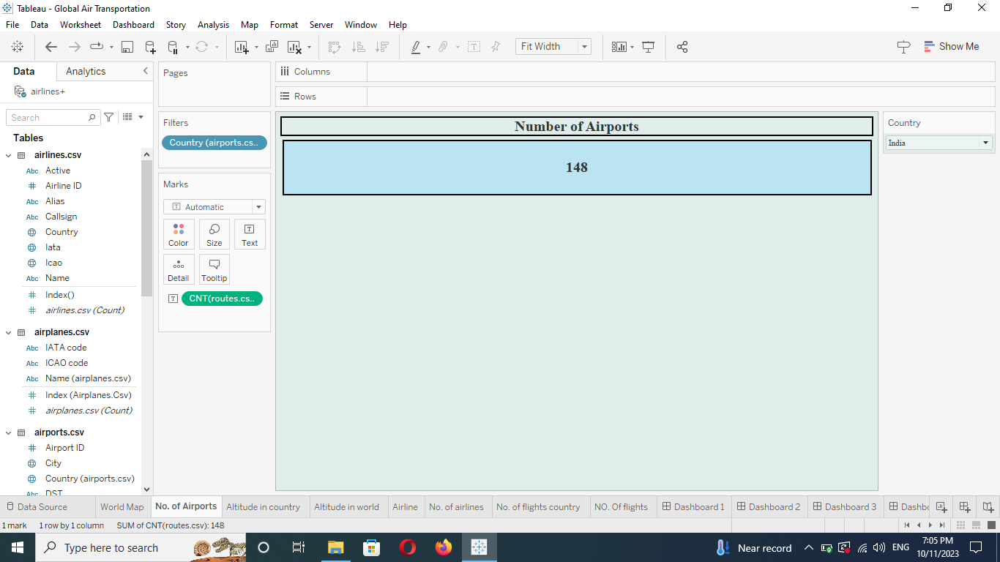 Tableau - Global Air Transportation
File Data Worksheet Dashboard Story Analysis Map Format Server Window Help
Fit Width
Show Me
Data Analytics
airlines+
Search
Tables
airlines.csv
Abc Active
Airline ID
Abc Alias
Abc Callsign
Country
Iata
Icao
Abc Name
Index()
airlines.csv (Count)
airplanes.csv
Abc IATA code
Abc ICAO code
Abc Name (airplanes.csv)
Index (Airplanes.Csv)
airplanes.csv (Count)
airports.csv
Airport ID
City
Country (airports.csv)
Abc DST
Pages
Filters
Country (airports.cs..
Marks
T Automatic
Color Size Text
Detail Tooltip
T CNT(routes.cs..
Columns
Rows
Number of Airports
148
Country
India
Data Source World Map No. of Airports Altitude in country Altitude in world Airline No. of airlines No. of flights country NO. Of flights Dashboard 1 Dashboard 2 Dashboard 3 Dashbo
1 mark 1 row by 1 column SUM of CNT(routes.csv): 148
Type here to search
Near record
ENG
7:05 PM
10/11/2023